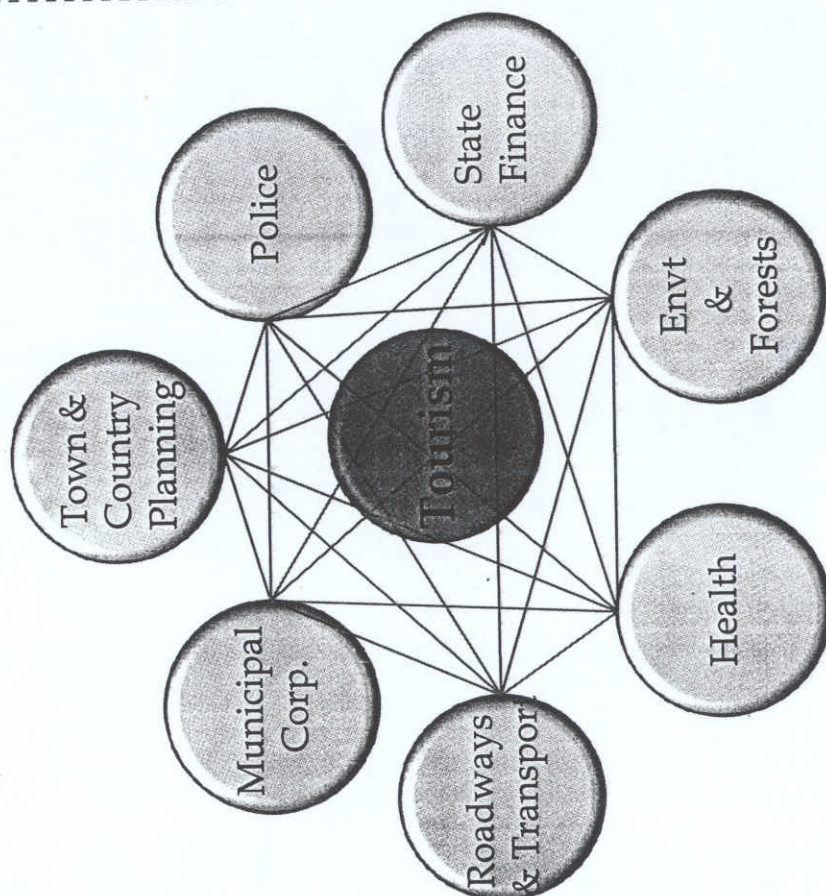 Town &
Country
Planning
Police
State
Finance
Envt
&
Forests
Health
Roadways
& Transport
Municipal
Corp.
Tourism